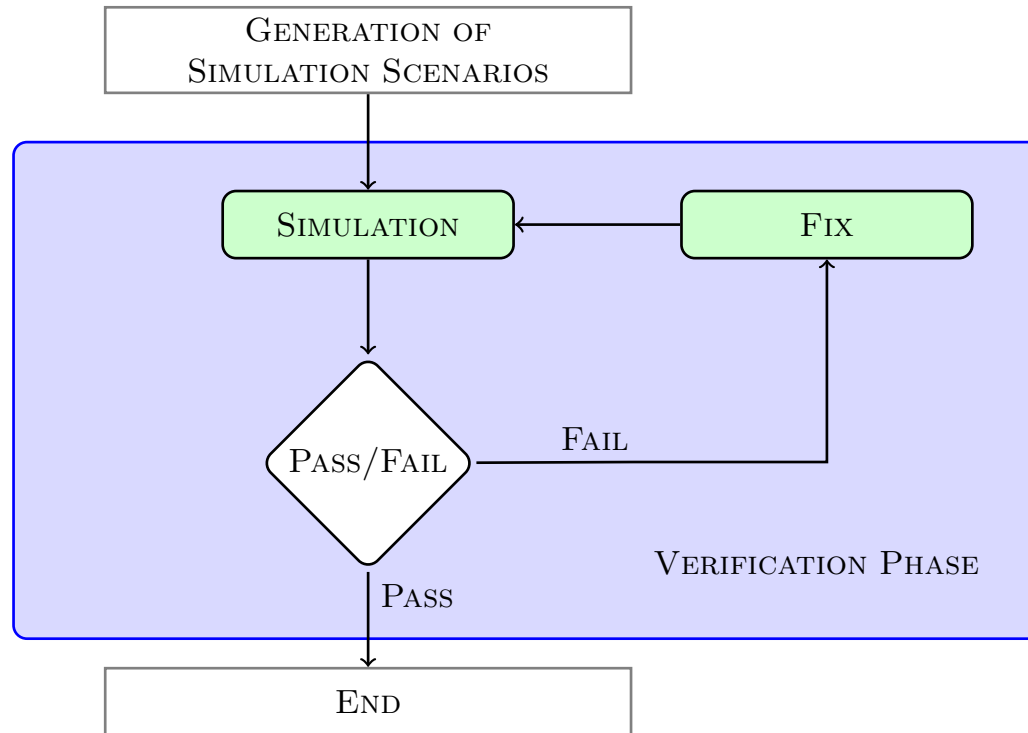 Generation of
Simulation Scenarios
Simulation
Fix
Fail
Pass/Fail
Verification Phase
Pass
End